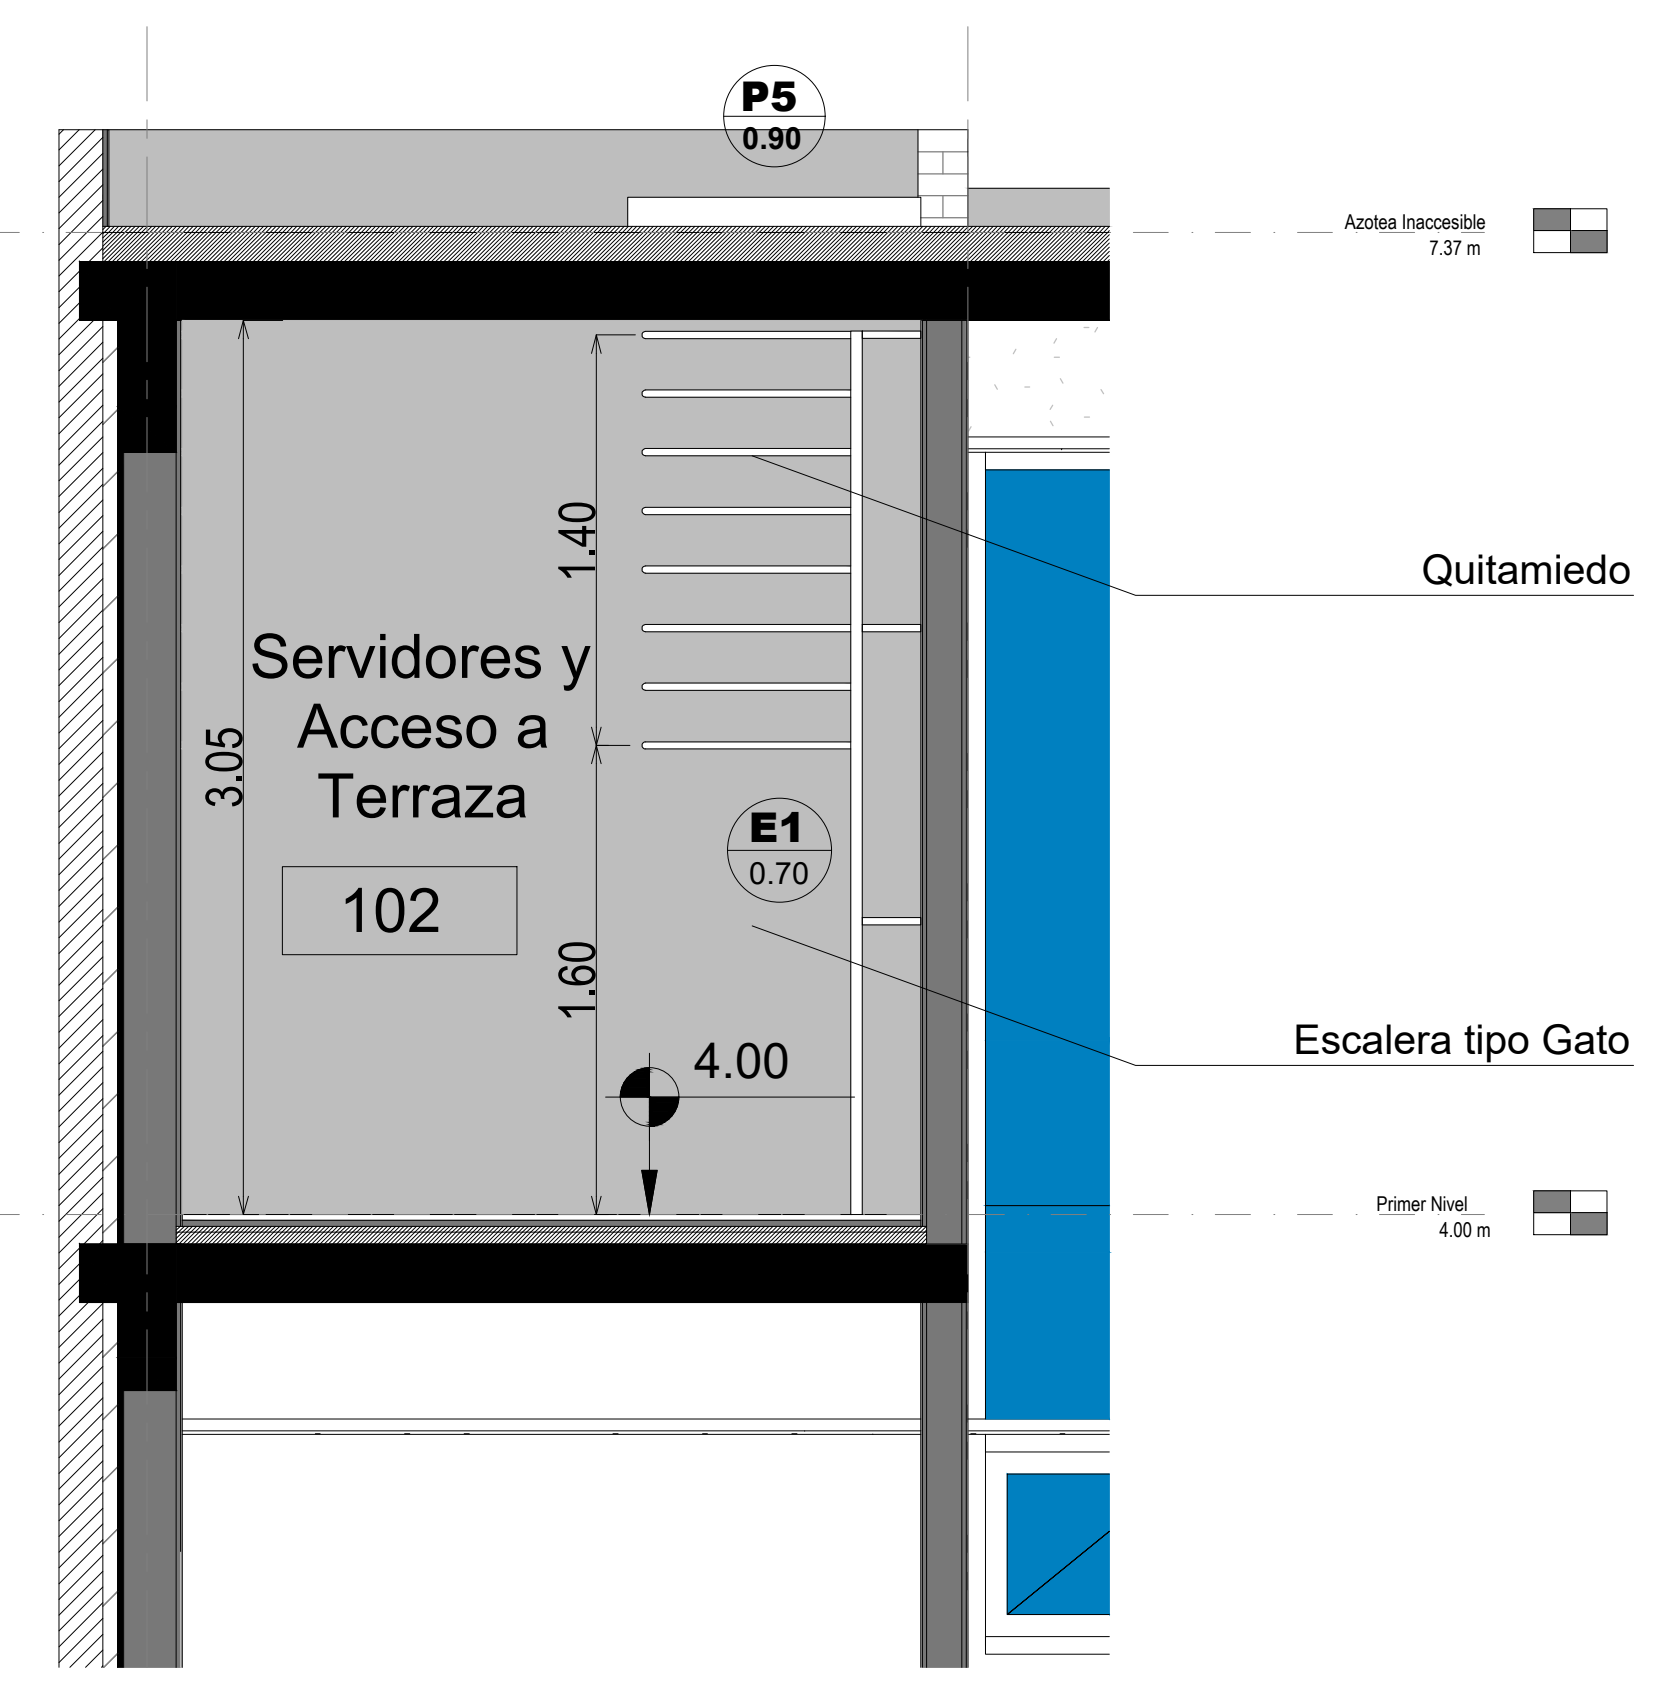 P5
0.90
Azotea Inaccesible
7.37 m
1.40
Quitamiedo
Servidores y
Acceso a
Terraza
3.05
E1
0.70
102
1.60
Escalera tipo Gato
4.00
Primer Nivel
4.00 m